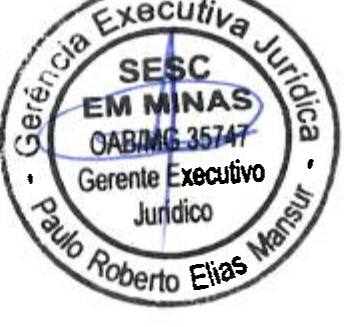 Gerência Executiva Jurídica
SESC
EM MINAS
OAB/MG 35747
Gerente Executivo
Jurídico
Paulo Roberto Elias Mansur